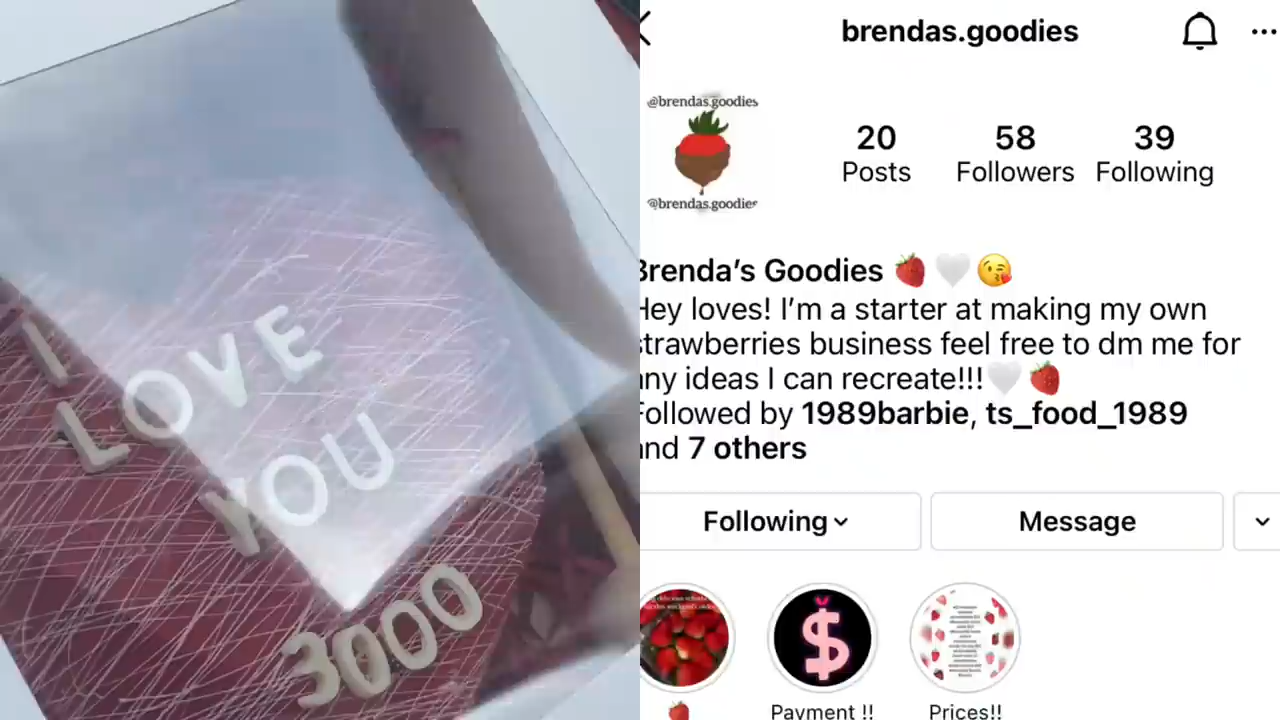 I
LOVE
YOU
3000
brendas.goodies
@brendas.goodies
@brendas.goodies
20
Posts
58
Followers
39
Following
Brenda’s Goodies 🍓🤍😘
Hey loves! I’m a starter at making my own
strawberries business feel free to dm me for
any ideas I can recreate!!!🤍🍓
Followed by 1989barbie, ts_food_1989
and 7 others
Following
Message
$
Payment !!
Prices!!